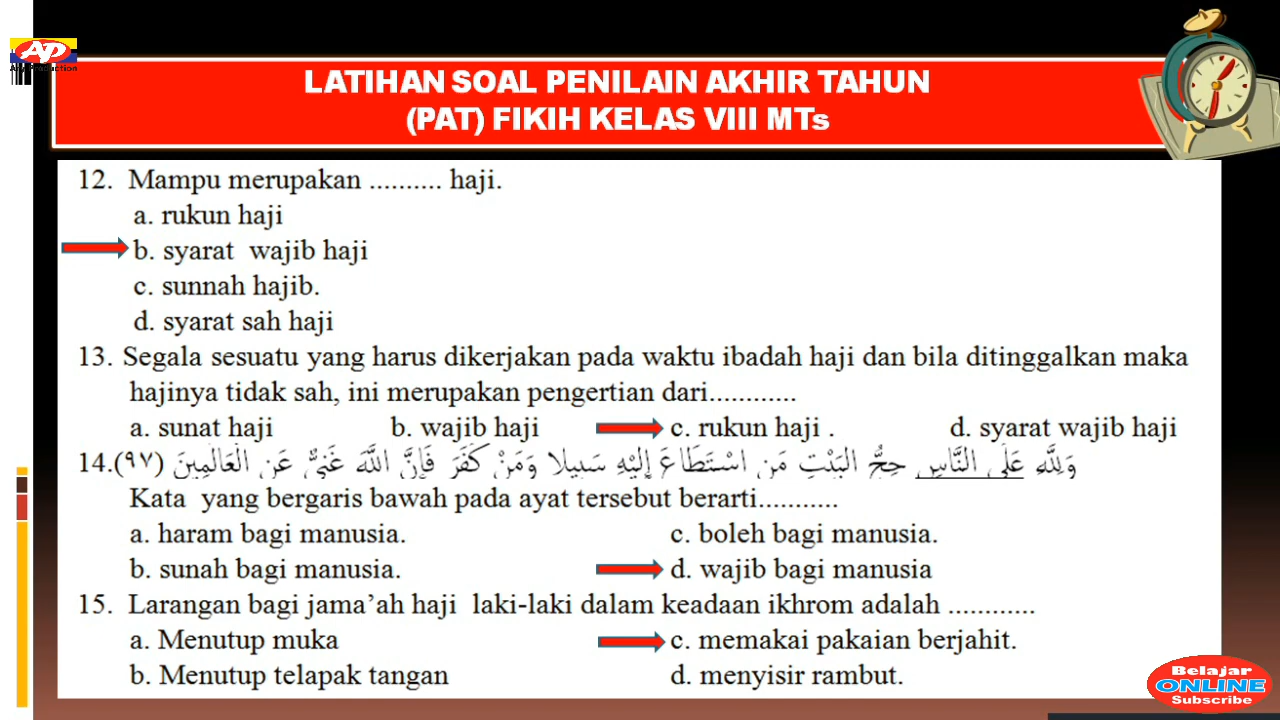 AP
Any Production
LATIHAN SOAL PENILAIN AKHIR TAHUN
(PAT) FIKIH KELAS VIII MTs
12. Mampu merupakan .......... haji.
a. rukun haji
b. syarat wajib haji
c. sunnah hajib.
d. syarat sah haji
13. Segala sesuatu yang harus dikerjakan pada waktu ibadah haji dan bila ditinggalkan maka
hajinya tidak sah, ini merupakan pengertian dari............
a. sunat haji b. wajib haji c. rukun haji . d. syarat wajib haji
14. وَلِلَّهِ عَلَى النَّاسِ حِجُّ الْبَيْتِ مَنِ اسْتَطَاعَ إِلَيْهِ سَبِيلا وَمَنْ كَفَرَ فَإِنَّ اللَّهَ غَنِيٌّ عَنِ الْعَالَمِينَ (٩٧)
Kata yang bergaris bawah pada ayat tersebut berarti...........
a. haram bagi manusia. c. boleh bagi manusia.
b. sunah bagi manusia. d. wajib bagi manusia
15. Larangan bagi jama’ah haji laki-laki dalam keadaan ikhrom adalah ............
a. Menutup muka c. memakai pakaian berjahit.
b. Menutup telapak tangan d. menyisir rambut.
Belajar
ONLINE
Subscribe